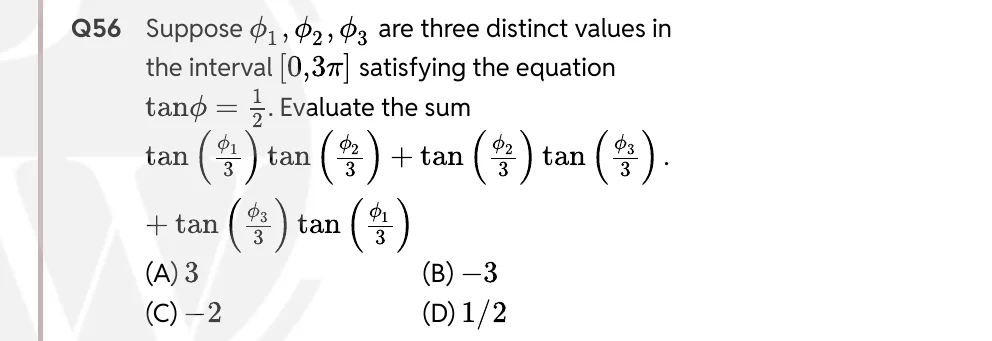 Q56 Suppose ϕ₁, ϕ₂, ϕ₃ are three distinct values in
the interval [0,3π] satisfying the equation
tanϕ = 1/2. Evaluate the sum
tan (ϕ₁/3) tan (ϕ₂/3) + tan (ϕ₂/3) tan (ϕ₃/3) .
+ tan (ϕ₃/3) tan (ϕ₁/3)
(A) 3 (B) −3
(C) −2 (D) 1/2